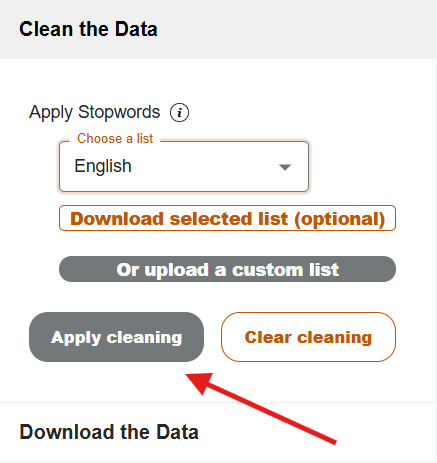 Clean the Data
Apply Stopwords
Choose a list
English
Download selected list (optional)
Or upload a custom list
Apply cleaning
Clear cleaning
Download the Data